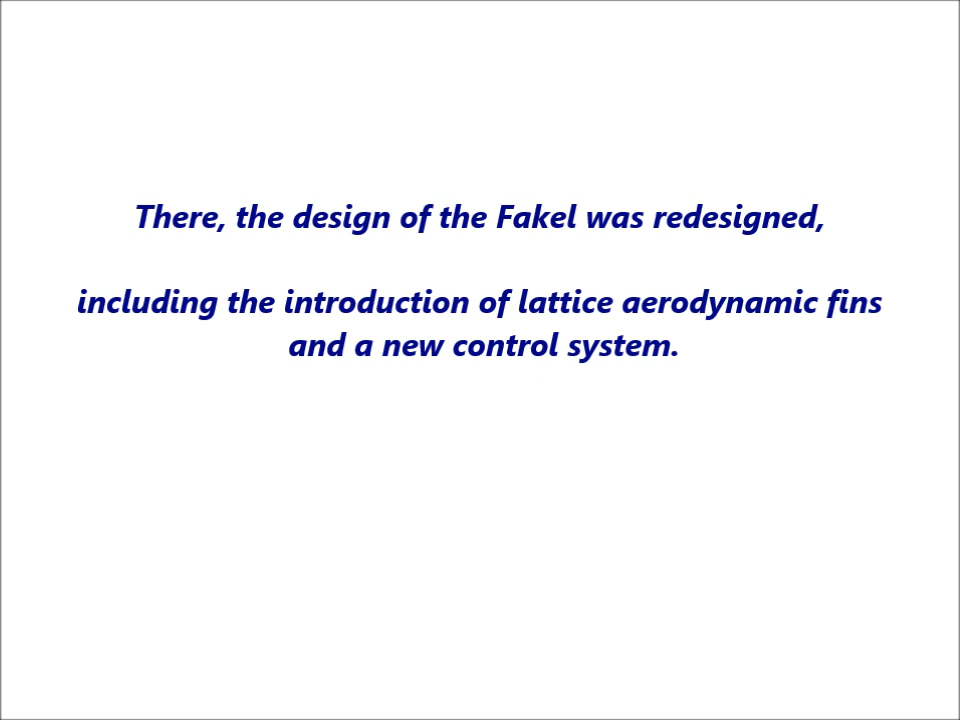 There, the design of the Fakel was redesigned,
including the introduction of lattice aerodynamic fins
and a new control system.